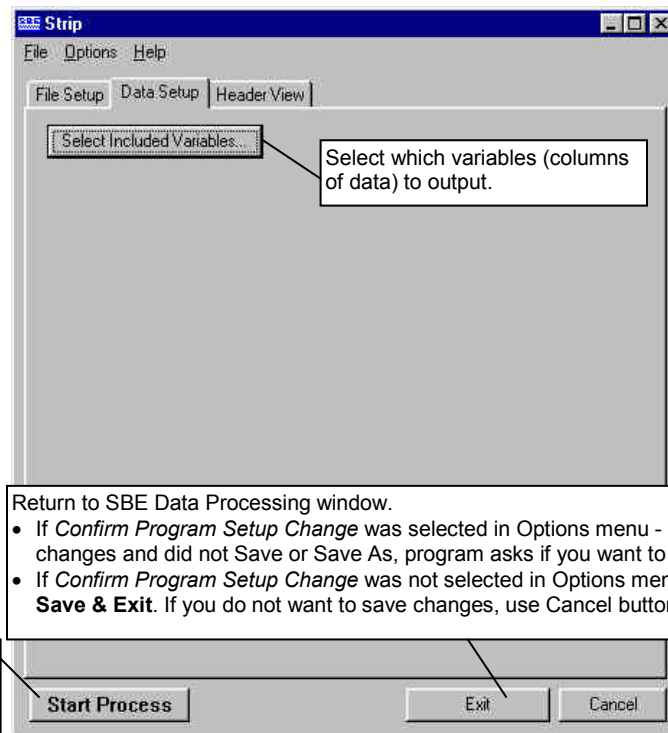 SBE Strip
File Options Help
File Setup Data Setup Header View
Select Included Variables...
Select which variables (columns
of data) to output.
Return to SBE Data Processing window.
• If Confirm Program Setup Change was selected in Options menu -
changes and did not Save or Save As, program asks if you want to
• If Confirm Program Setup Change was not selected in Options
Save & Exit. If you do not want to save changes, use Cancel
Start Process Exit Cancel